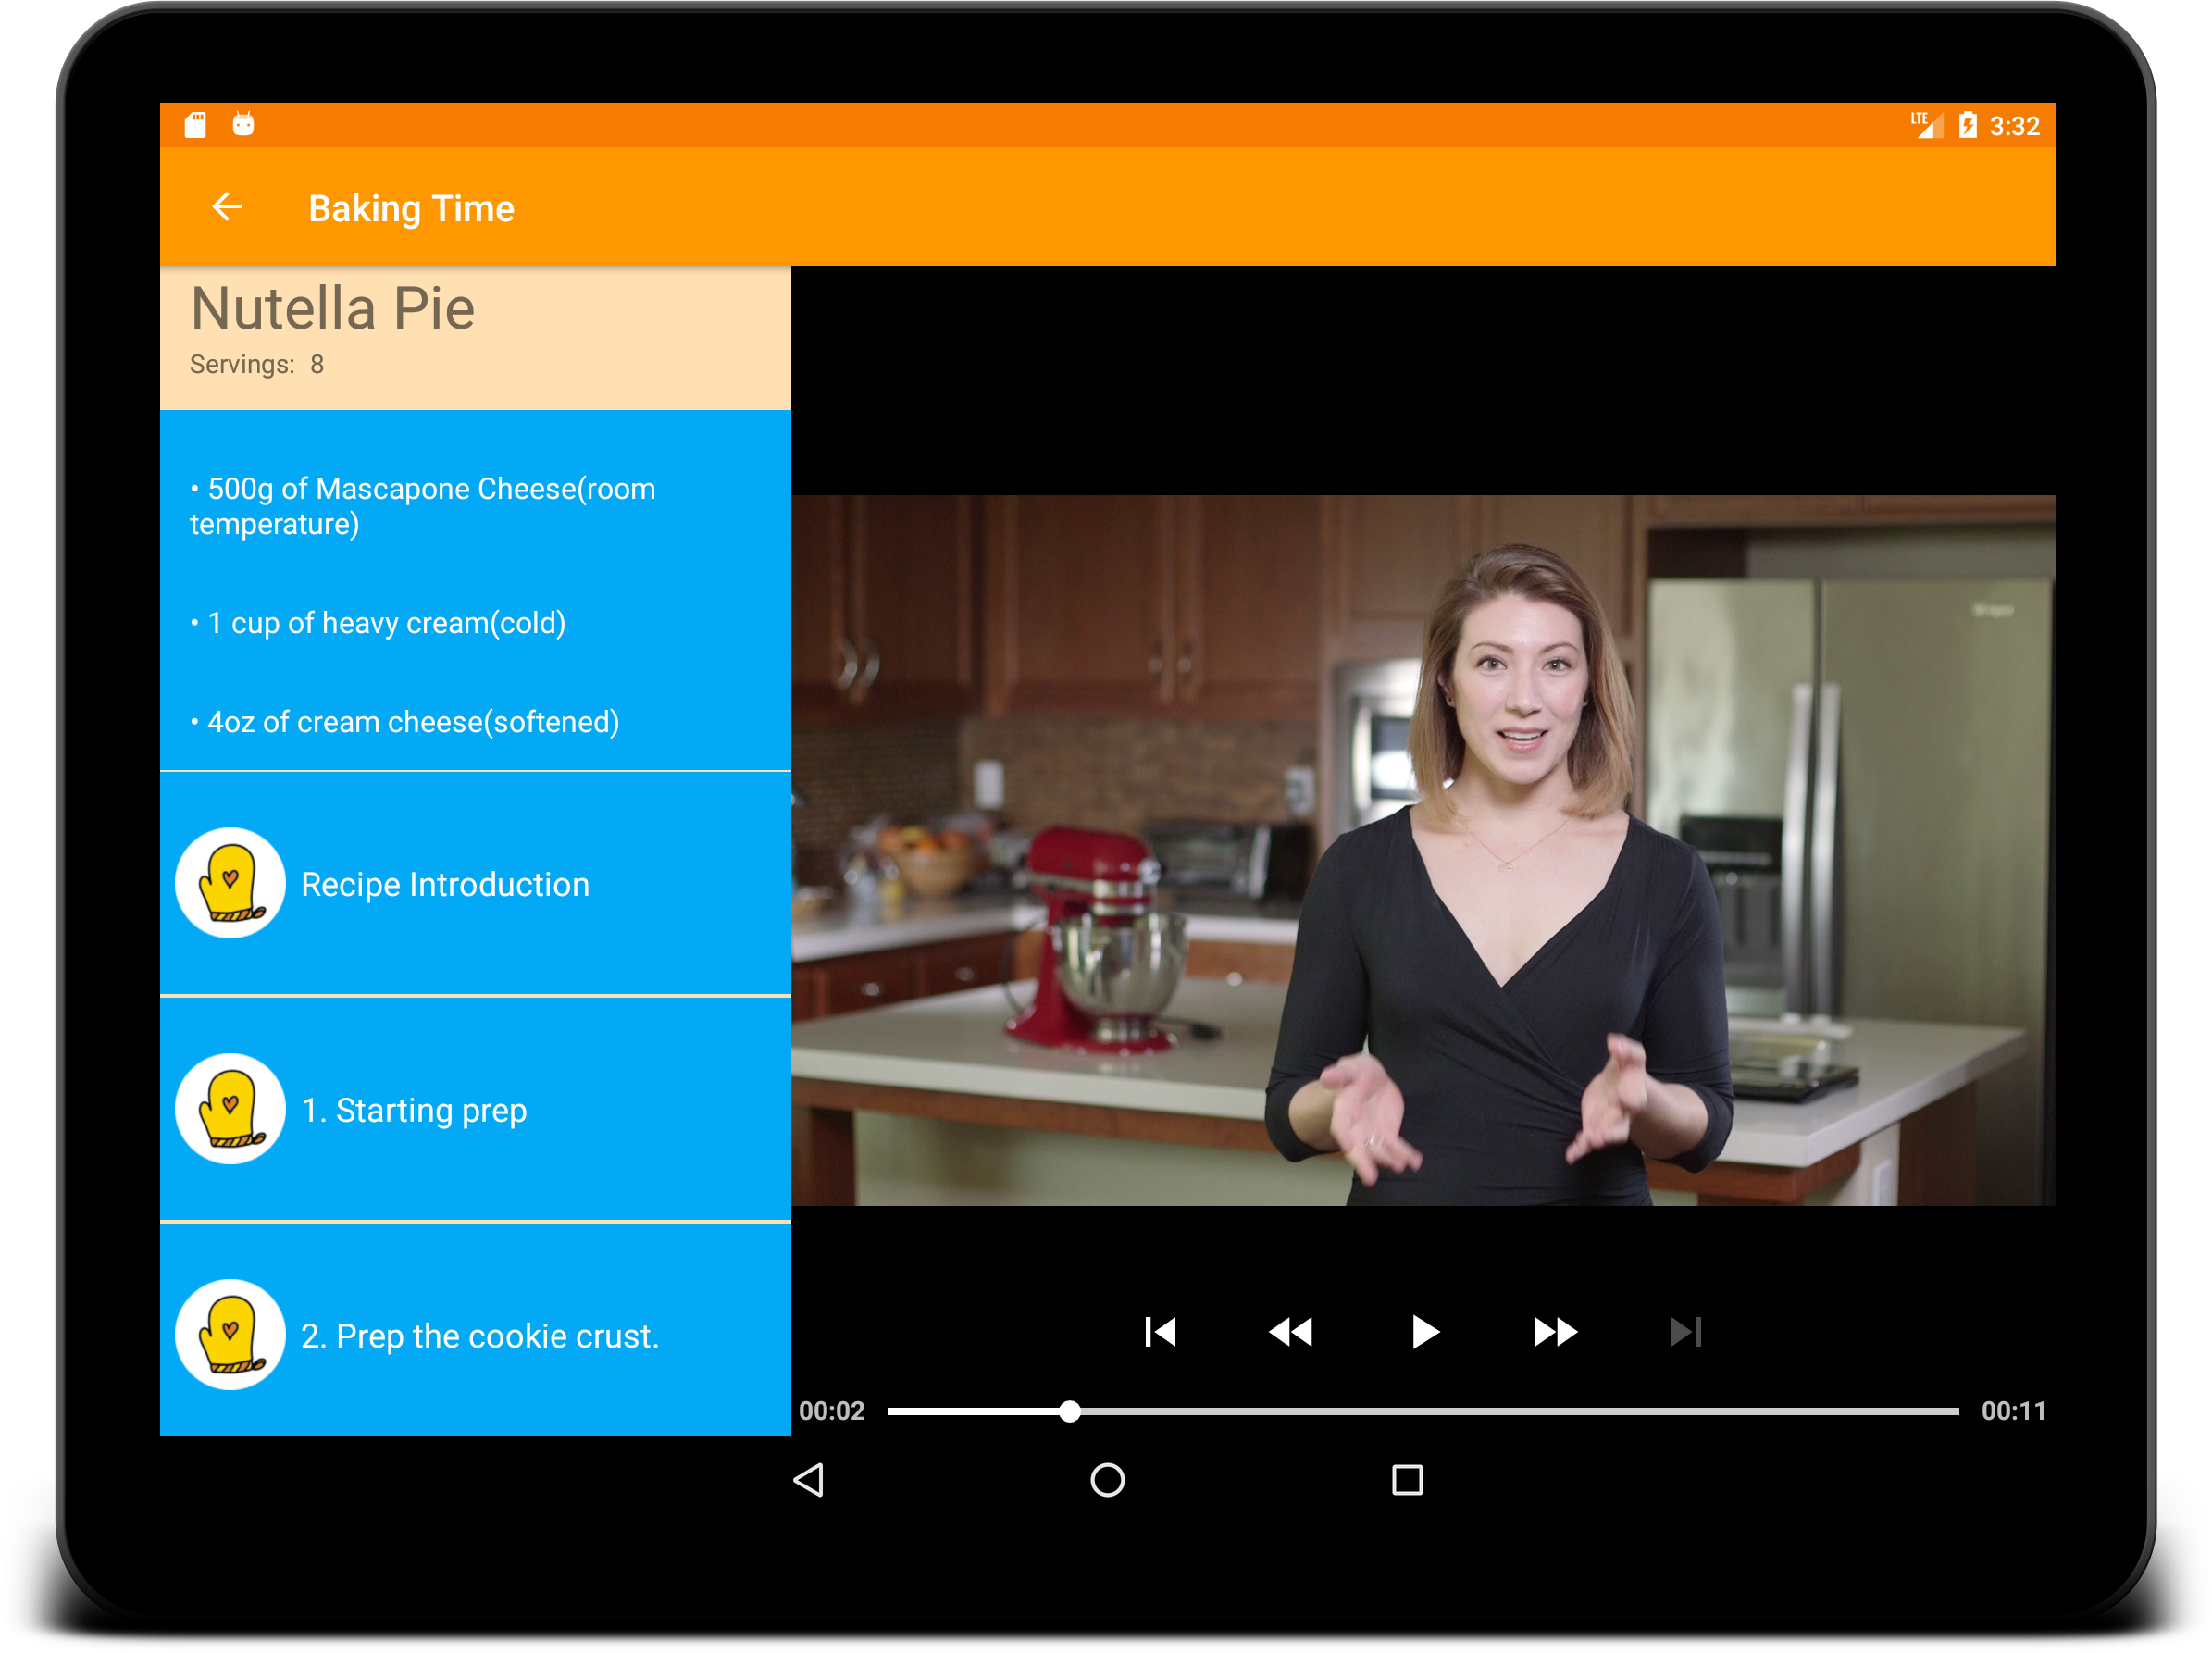 LTE 3:32
Baking Time
Nutella Pie
Servings: 8
• 500g of Mascapone Cheese(room
temperature)
• 1 cup of heavy cream(cold)
• 4oz of cream cheese(softened)
Recipe Introduction
1. Starting prep
2. Prep the cookie crust.
00:02 00:11